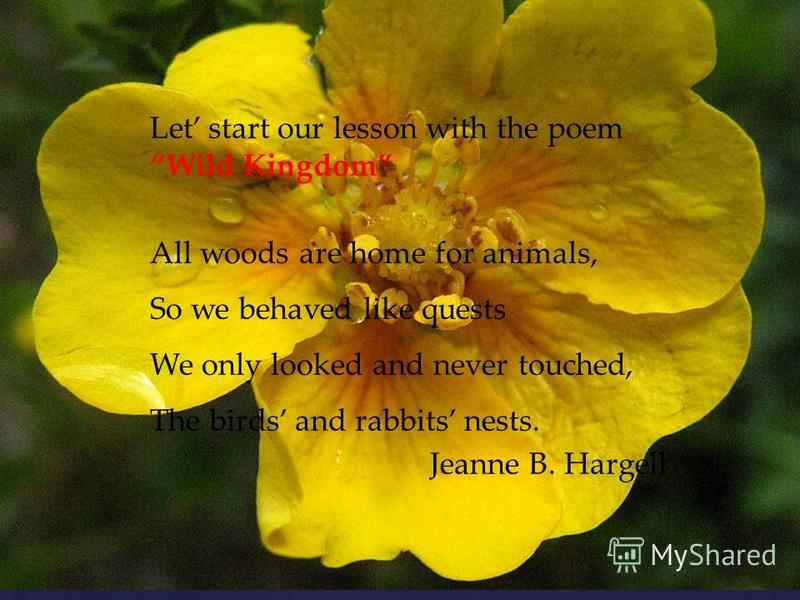 Let’ start our lesson with the poem
“Wild Kingdom“
All woods are home for animals,
So we behaved like quests
We only looked and never touched,
The birds’ and rabbits’ nests.
Jeanne B. Hargell
MyShared